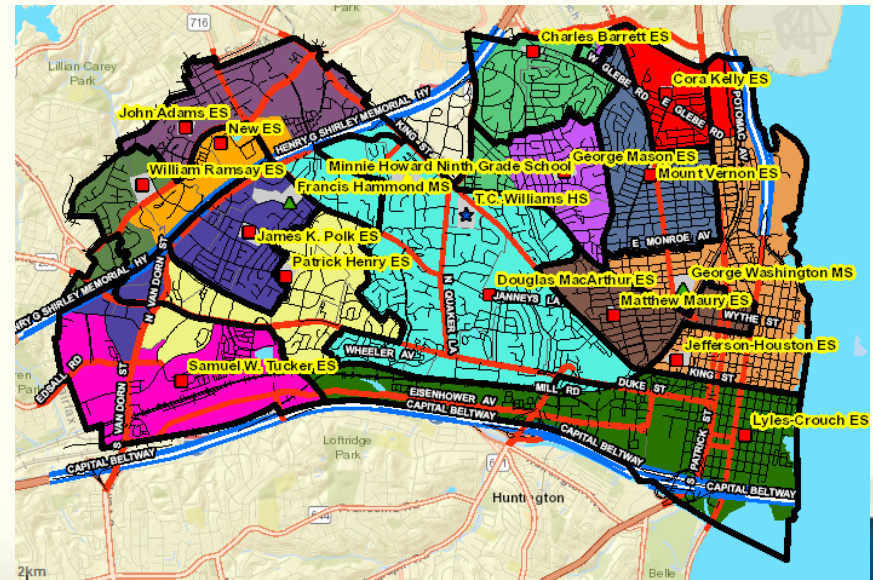 716
Lillian Carey
Park
Charles Barrett ES
W GLEBE RD
Cora Kelly ES
E GLEBE RD
POTOMAC AV
John Adams ES
New ES
HENRY G SHIRLEY MEMORIAL HY
KING ST
William Ramsay ES
Minnie Howard Ninth Grade School
George Mason ES
Mount Vernon ES
Francis Hammond MS
T.C. Williams HS
James K. Polk ES
E MONROE AV
Patrick Henry ES
N VAN DORN ST
NRY G SHIRLEY MEMORIAL HY
N QUAKER LA
Douglas MacArthur ES
George Washington MS
JANNEYS LA
Matthew Maury ES
WYTHE ST
WHEELER AV
Jefferson-Houston ES
KING ST
EDSALL RD
Park
Fairfax
Samuel W. Tucker ES
S VAN DORN ST
MILL RD
DUKE ST
EISENHOWER AV
CAPITAL BELTWAY
S PATRICK ST
Lyles-Crouch ES
CAPITAL BELTWAY
CAPITAL BELTWAY
CAPITAL BELTWAY
Loftridge
Park
Huntington
644
Belle
2km